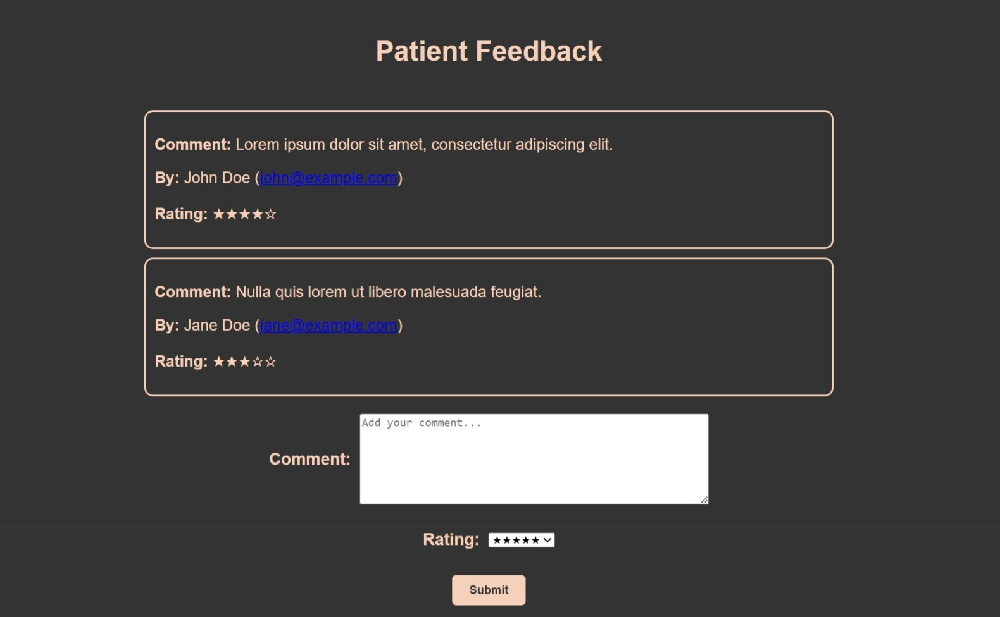 Patient Feedback
Comment: Lorem ipsum dolor sit amet, consectetur adipiscing elit.
By: John Doe (john@example.com)
Rating: ★★★★☆
Comment: Nulla quis lorem ut libero malesuada feugiat.
By: Jane Doe (jane@example.com)
Rating: ★★★☆☆
Comment: Add your comment...
Rating: ★★★★★
Submit